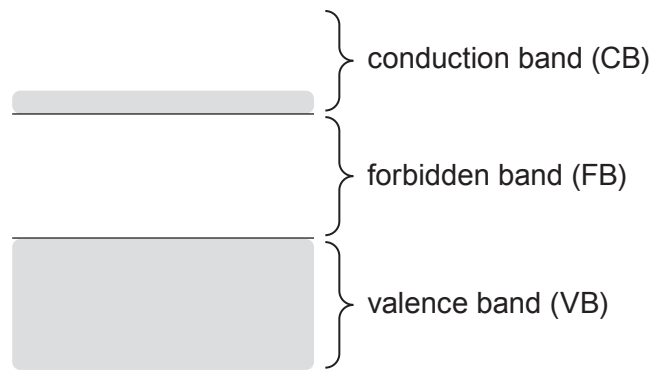 conduction band (CB)
forbidden band (FB)
valence band (VB)